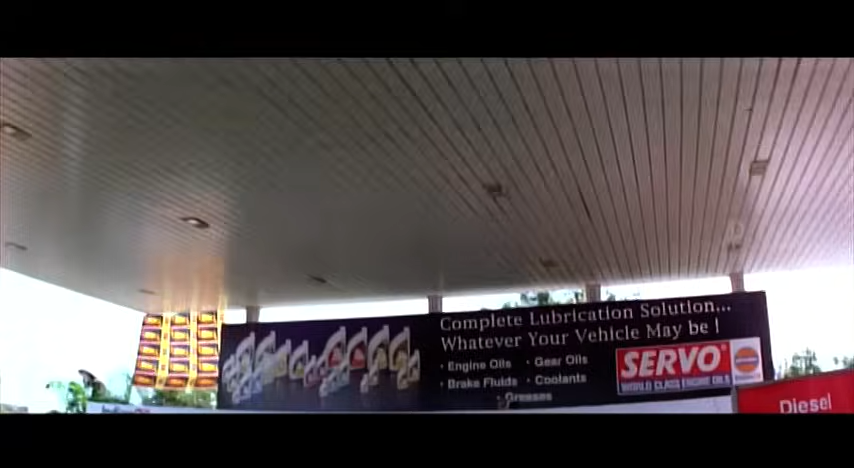 Complete Lubrication Solution...
Whatever Your Vehicle May be !
• Engine Oils • Gear Oils
• Brake Fluids • Coolants
• Greases
SERVO
WORLD CLASS ENGINE OILS
Diesel